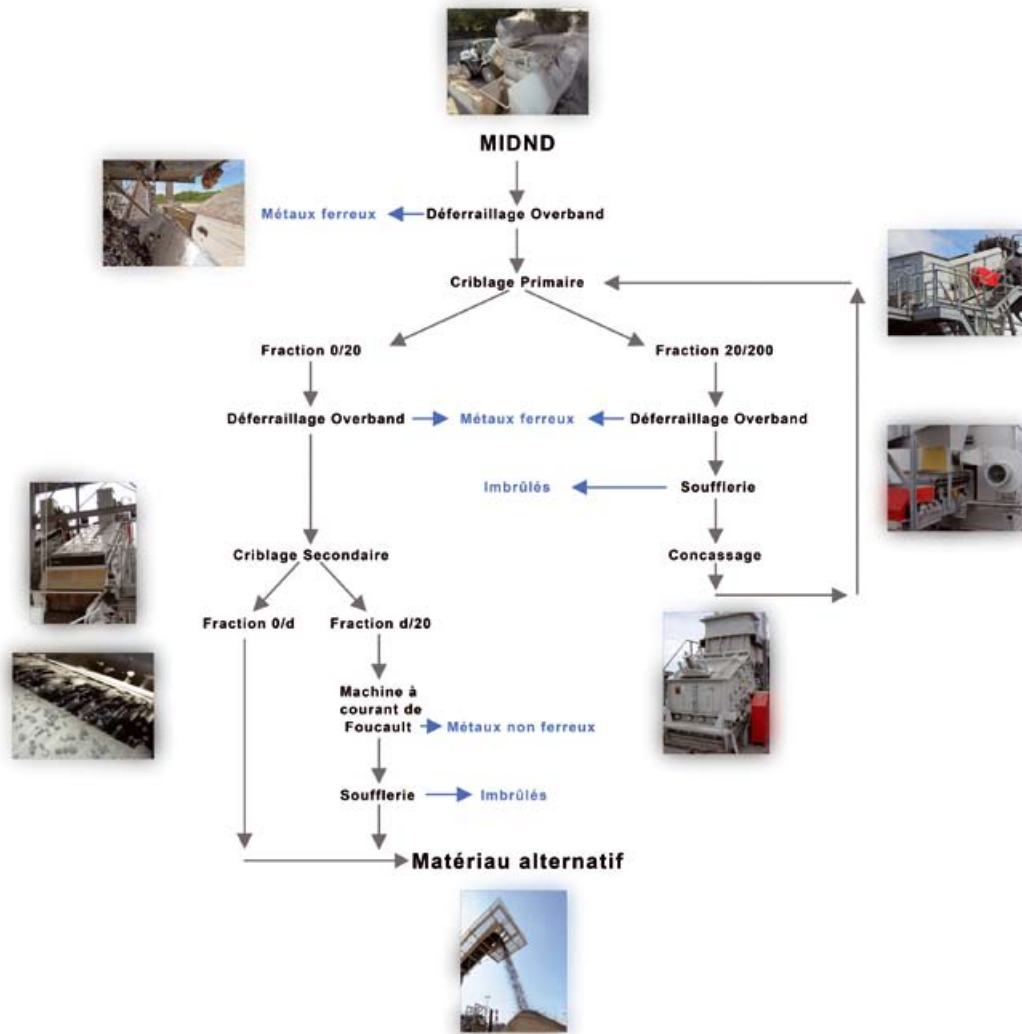 MIDND
Métaux ferreux
Déferraillage Overband
Criblage Primaire
Fraction 0/20
Fraction 20/200
Déferraillage Overband
Métaux ferreux
Déferraillage Overband
Imbrûlés
Soufflerie
Criblage Secondaire
Concassage
Fraction 0/d
Fraction d/20
Machine à
courant de
Foucault
Métaux non ferreux
Soufflerie
Imbrûlés
Matériau alternatif